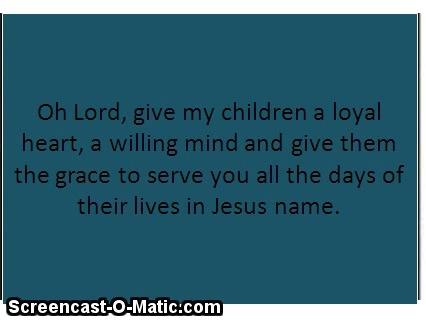 Oh Lord, give my children a loyal
heart, a willing mind and give them
the grace to serve you all the days of
their lives in Jesus name.
Screencast-O-Matic.com